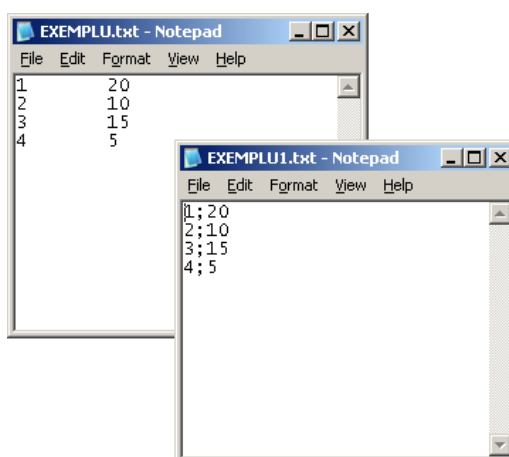 EXEMPLU.txt - Notepad
File Edit Format View Help
1 20
2 10
3 15
4 5
EXEMPLU1.txt - Notepad
File Edit Format View Help
1;20
2;10
3;15
4;5